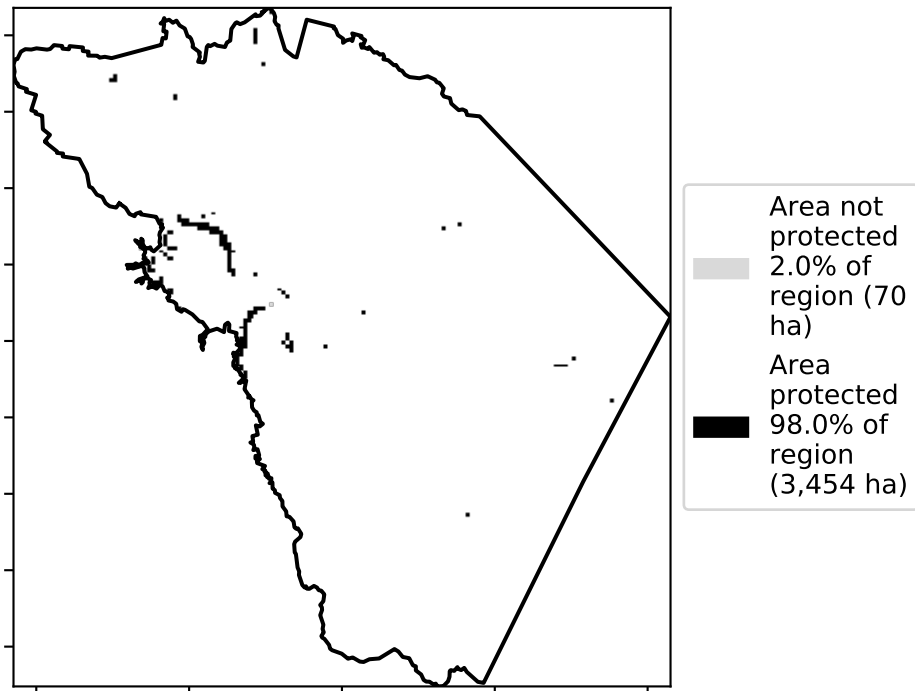 Area not
protected
2.0% of
region (70
ha)
Area
protected
98.0% of
region
(3,454 ha)